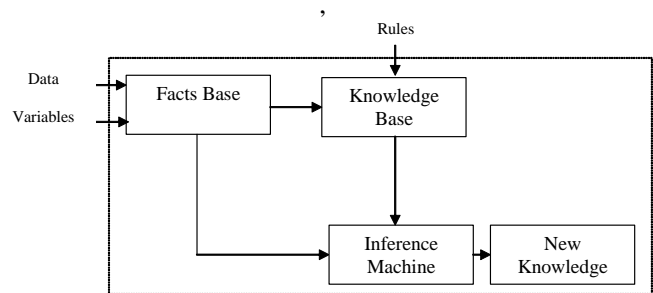 ,
Rules
Data
Variables
Facts Base
Knowledge
Base
Inference
Machine
New
Knowledge